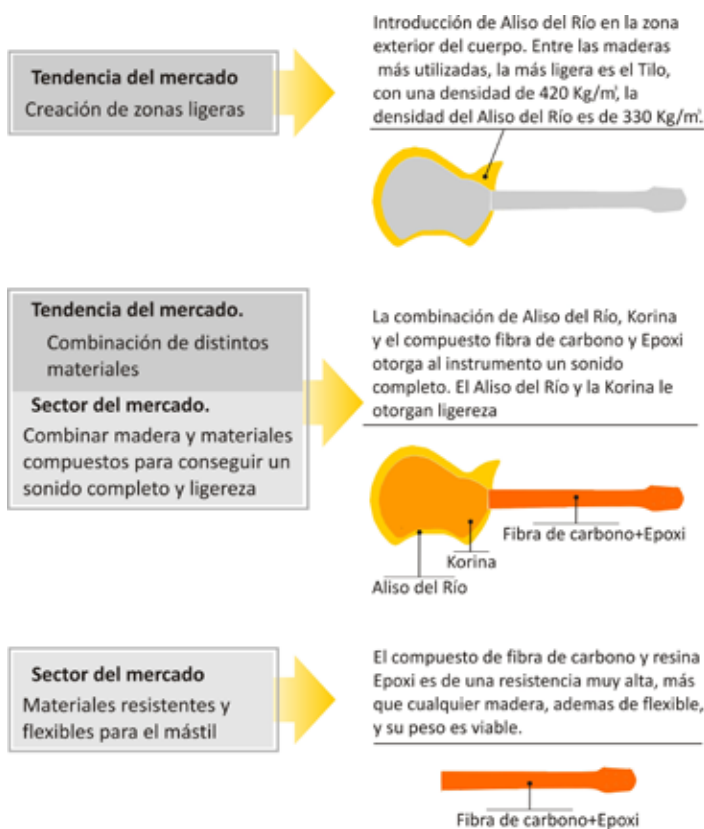 Tendencia del mercado
Creación de zonas ligeras
Introducción de Aliso del Río en la zona
exterior del cuerpo. Entre las maderas
más utilizadas, la más ligera es el Tilo,
con una densidad de 420 Kg/m³, la
densidad del Aliso del Río es de 330 Kg/m³.
Tendencia del mercado.
Combinación de distintos
materiales
Sector del mercado.
Combinar madera y materiales
compuestos para conseguir un
sonido completo y ligereza
La combinación de Aliso del Río, Korina
y el compuesto fibra de carbono y Epoxi
otorga al instrumento un sonido
completo. El Aliso del Río y la Korina le
otorgan ligereza
Fibra de carbono+Epoxi
Korina
Aliso del Río
Sector del mercado
Materiales resistentes y
flexibles para el mástil
El compuesto de fibra de carbono y resina
Epoxi es de una resistencia muy alta, más
que cualquier madera, ademas de flexible,
y su peso es viable.
Fibra de carbono+Epoxi